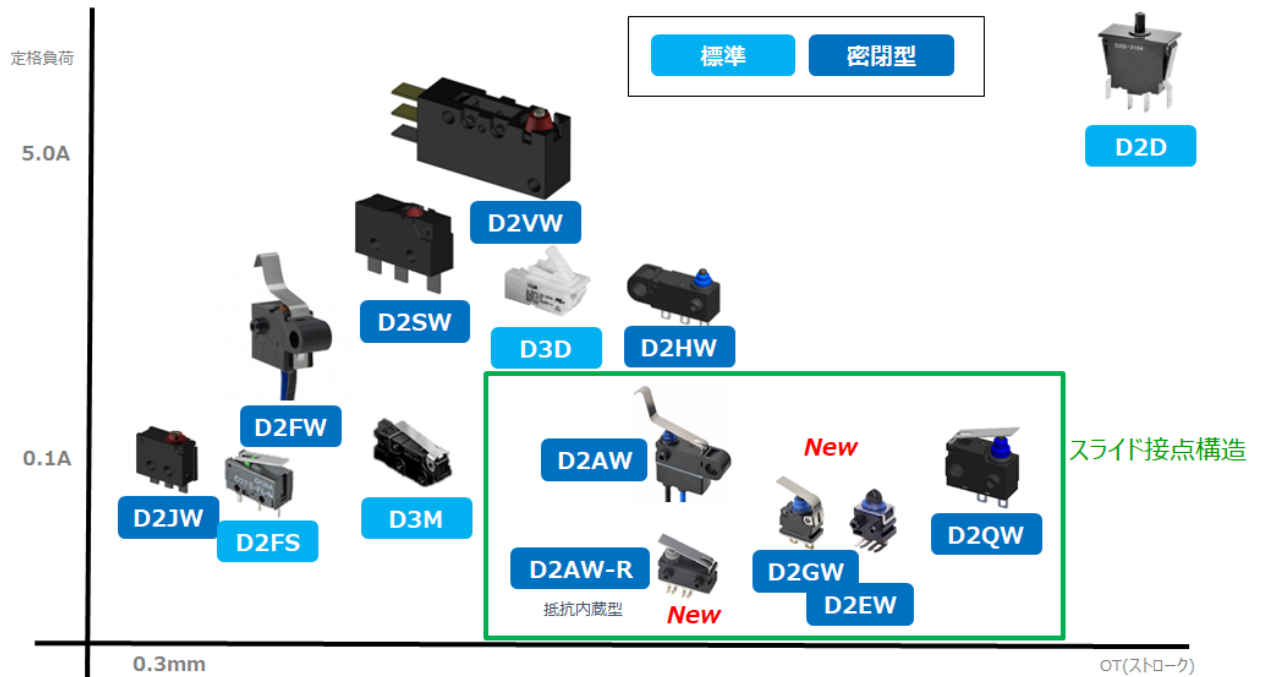 定格負荷
標準
密閉型
D2D
5.0A
D2VW
D2SW
D3D
D2HW
D2FW
0.1A
D2AW
New
スライド接点構造
D2JW
D2FS
D3M
D2QW
D2AW-R
抵抗内蔵型
New
D2GW
D2EW
0.3mm
OT(ストローク)